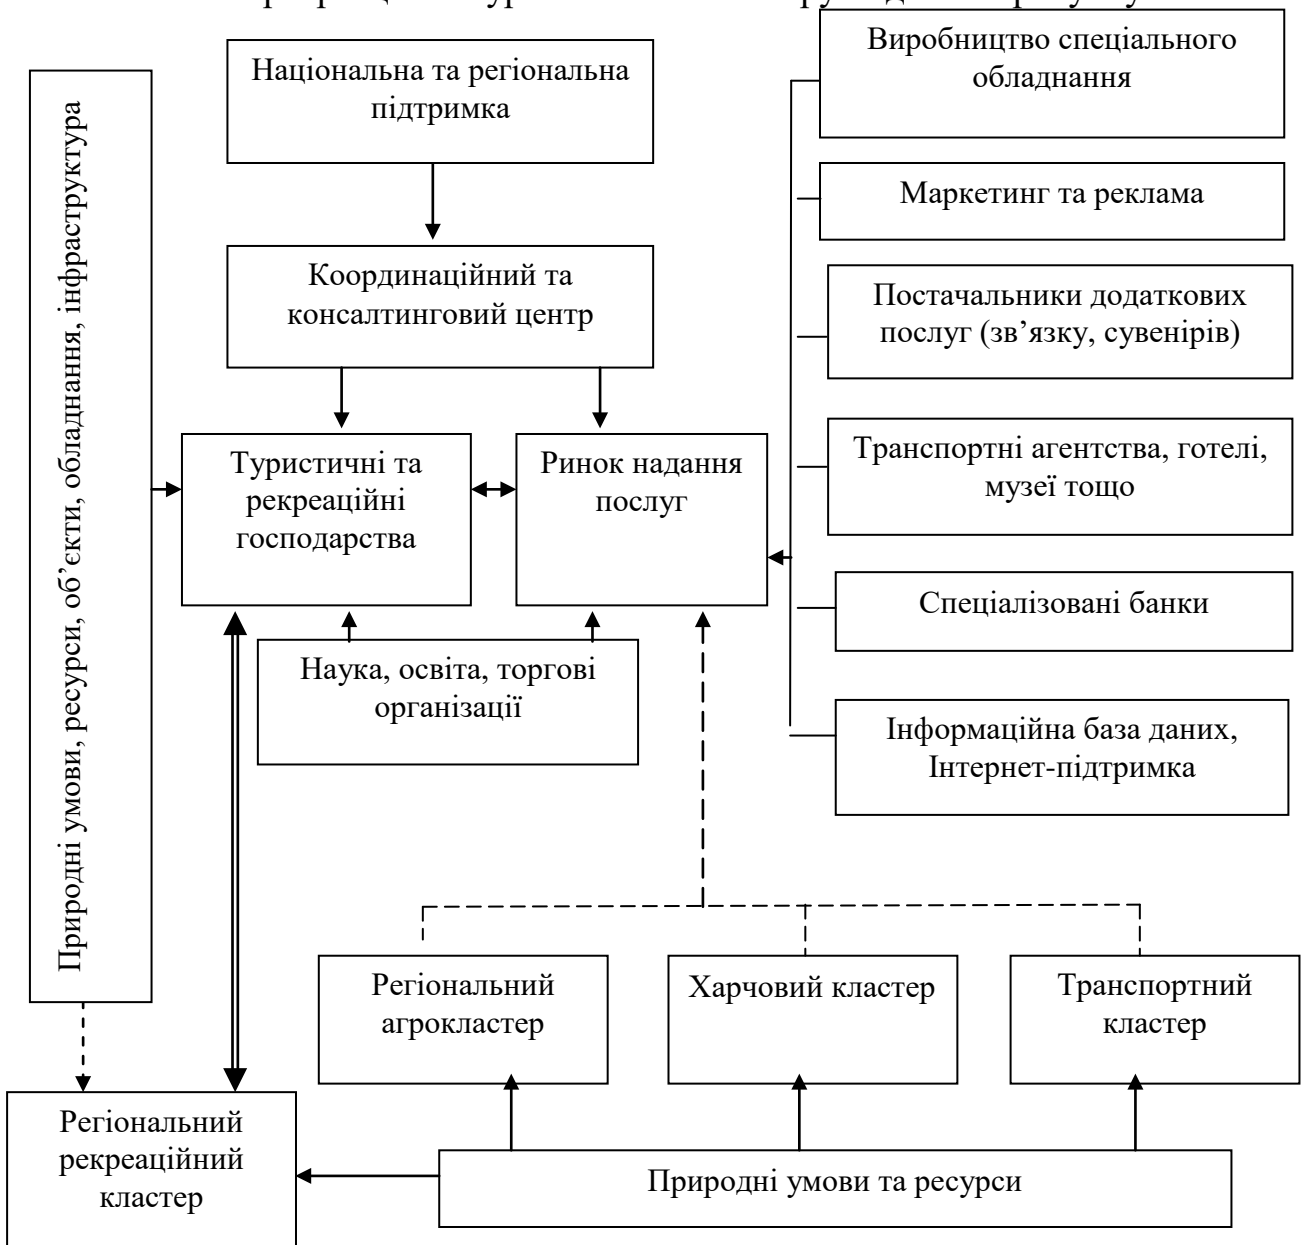 Виробництво спеціального
обладнання
Національна та регіональна
підтримка
Природні умови, ресурси, об’єкти, обладнання, інфраструктура
Маркетинг та реклама
Координаційний та
консалтинговий центр
Постачальники додаткових
послуг (зв’язку, сувенірів)
Туристичні та
рекреаційні
господарства
Ринок надання
послуг
Транспортні агентства, готелі,
музеї тощо
Спеціалізовані банки
Наука, освіта, торгові
організації
Інформаційна база даних,
Інтернет-підтримка
Регіональний
агрокластер
Харчовий кластер
Транспортний
кластер
Регіональний
рекреаційний
кластер
Природні умови та ресурси